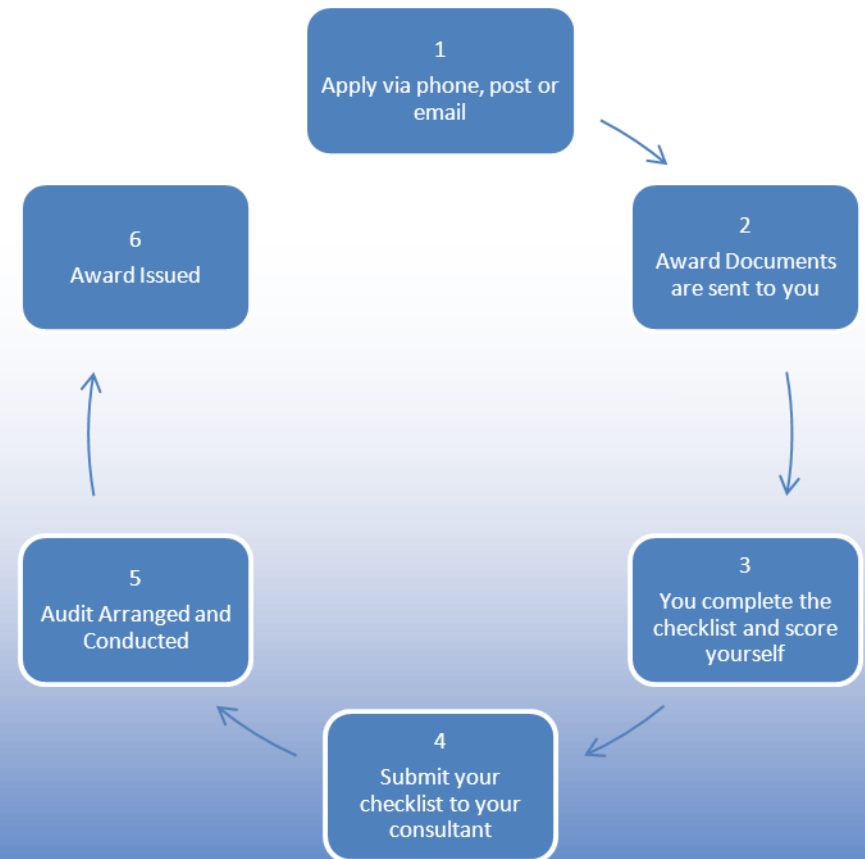 1
Apply via phone, post or
email
2
Award Documents
are sent to you
3
You complete the
checklist and score
yourself
4
Submit your
checklist to your
consultant
5
Audit Arranged and
Conducted
6
Award Issued